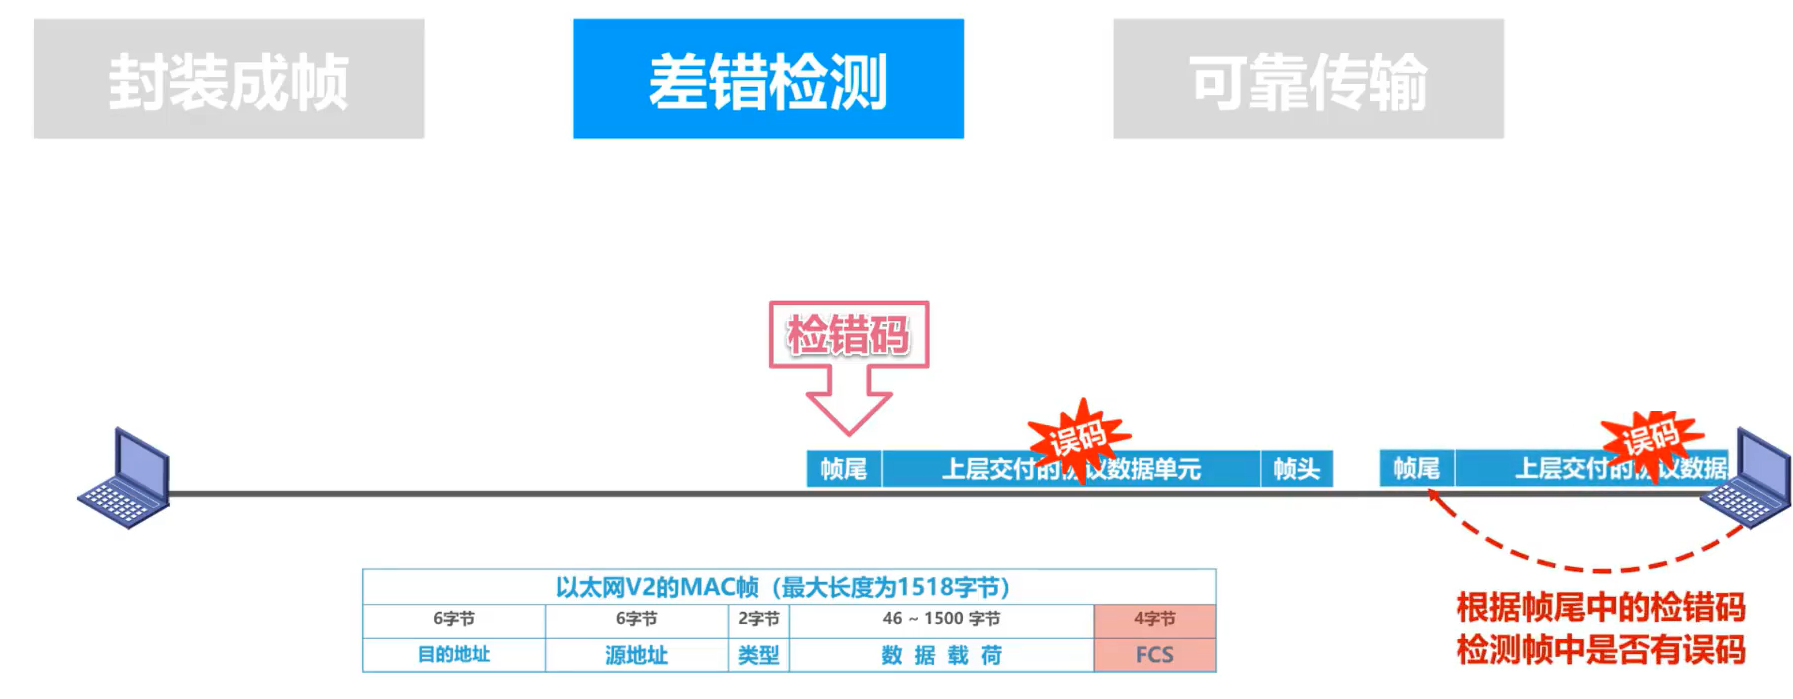 封装成帧
差错检测
可靠传输
检错码
误码
误码
帧尾 上层交付的协议数据单元 帧头
帧尾 上层交付的协议数据
以太网V2的MAC帧（最大长度为1518字节）
6字节 6字节 2字节 46 ~ 1500 字节 4字节
目的地址 源地址 类型 数 据 载 荷 FCS
根据帧尾中的检错码
检测帧中是否有误码